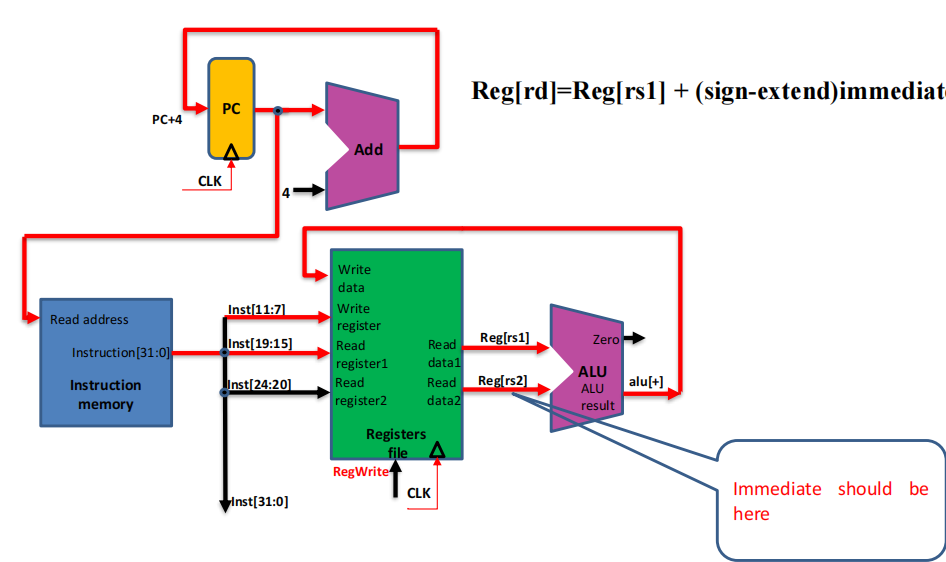 Reg[rd]=Reg[rs1] + (sign-extend)immediate
PC
PC+4
Add
CLK
4
Write
data
Inst[11:7]
Write
register
Inst[19:15]
Read
register1
Inst[24:20]
Read
register2
Read
data1
Read
data2
Registers
file
RegWrite
CLK
Inst[31:0]
Read address
Instruction[31:0]
Instruction
memory
Reg[rs1]
Reg[rs2]
Zero
ALU
ALU
result
alu[+]
Immediate should be
here